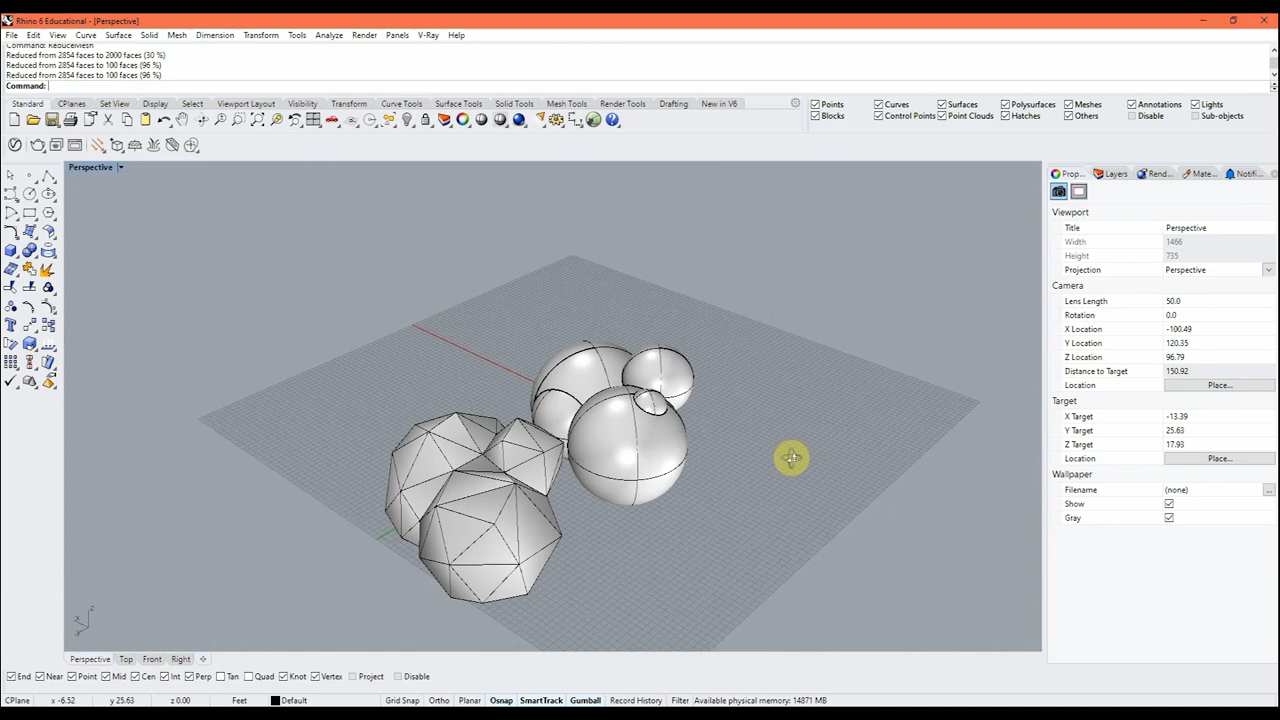 Rhino 6 Educational - [Perspective]
File Edit View Curve Surface Solid Mesh Dimension Transform Tools Analyze Render Panels V-Ray Help
Command: ReduceMesh
Reduced from 2854 faces to 2000 faces (30 %)
Reduced from 2854 faces to 100 faces (96 %)
Reduced from 2854 faces to 100 faces (96 %)
Command:
Standard CPlanes Set View Display Select Viewport Layout Visibility Transform Curve Tools Surface Tools Solid Tools Mesh Tools Render Tools Drafting New in V6
Points Curves Surfaces Polysurfaces Meshes Annotations Lights
Blocks Control Points Point Clouds Hatches Others Disable Sub-objects
Perspective
Prop... Layers Rend... Mate... Notifi...
Viewport
Title Perspective
Width 1466
Height 735
Projection Perspective
Camera
Lens Length 50.0
Rotation 0.0
X Location -100.49
Y Location 120.35
Z Location 96.79
Distance to Target 150.92
Location Place...
Target
X Target -13.39
Y Target 25.63
Z Target 17.93
Location Place...
Wallpaper
Filename (none) ...
Show
Gray
z
x
y
Perspective Top Front Right
End Near Point Mid Cen Int Perp Tan Quad Knot Vertex Project Disable
CPlane x -6.52 y 25.63 z 0.00 Feet Default Grid Snap Ortho Planar Osnap SmartTrack Gumball Record History Filter Available physical memory: 14871 MB